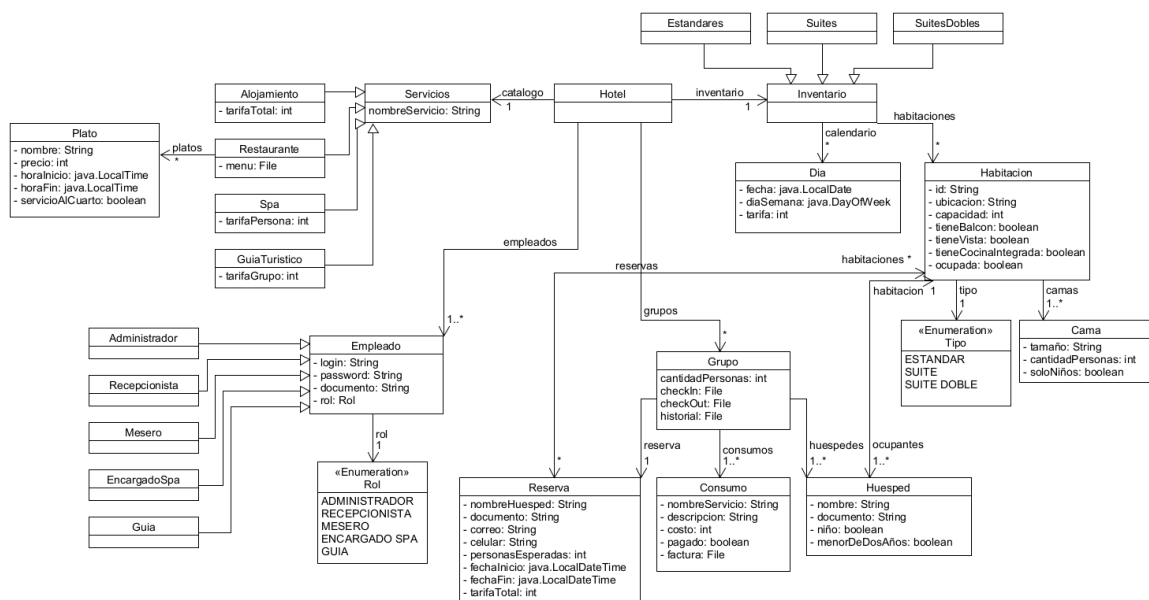 Estandares
Suites
SuitesDobles
Alojamiento
- tarifaTotal: int
Servicios
nombreServicio: String
catalogo
1
Hotel
inventario
1
Inventario
habitaciones
*
calendario
*
Plato
- nombre: String
- precio: int
- horaInicio: java.LocalTime
- horaFin: java.LocalTime
- servicioAlCuarto: boolean
platos
*
Restaurante
- menu: File
Spa
- tarifaPersona: int
GuiaTuristico
- tarifaGrupo: int
Dia
- fecha: java.LocalDate
- diaSemana: java.DayOfWeek
- tarifa: int
Habitacion
- id: String
- ubicacion: String
- capacidad: int
- tieneBalcon: boolean
- tieneVista: boolean
- tieneCocinaIntegrada: boolean
- ocupada: boolean
empleados
1..*
reservas
habitaciones *
habitacion 1
tipo
1
camas
1..*
grupos
*
Administrador
Recepcionista
Mesero
EncargadoSpa
Guia
Empleado
- login: String
- password: String
- documento: String
- rol: Rol
rol
1
«Enumeration»
Rol
ADMINISTRADOR
RECEPCIONISTA
MESERO
ENCARGADO SPA
GUIA
«Enumeration»
Tipo
ESTANDAR
SUITE
SUITE DOBLE
Cama
- tamaño: String
- cantidadPersonas: int
- soloNiños: boolean
Grupo
cantidadPersonas: int
checkIn: File
checkOut: File
historial: File
*
reserva
1
consumos
1..*
huespedes
1..*
ocupantes
1..*
Reserva
- nombreHuesped: String
- documento: String
- correo: String
- celular: String
- personasEsperadas: int
- fechaInicio: java.LocalDateTime
- fechaFin: java.LocalDateTime
- tarifaTotal: int
Consumo
- nombreServicio: String
- descripcion: String
- costo: int
- pagado: boolean
- factura: File
Huesped
- nombre: String
- documento: String
- niño: boolean
- menorDeDosAños: boolean